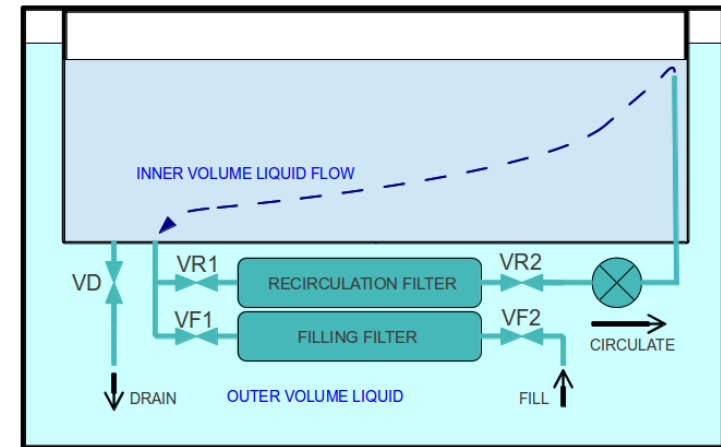 INNER VOLUME LIQUID FLOW
VR1
VR2
VD
RECIRCULATION FILTER
VF1
VF2
FILLING FILTER
CIRCULATE
DRAIN
OUTER VOLUME LIQUID
FILL